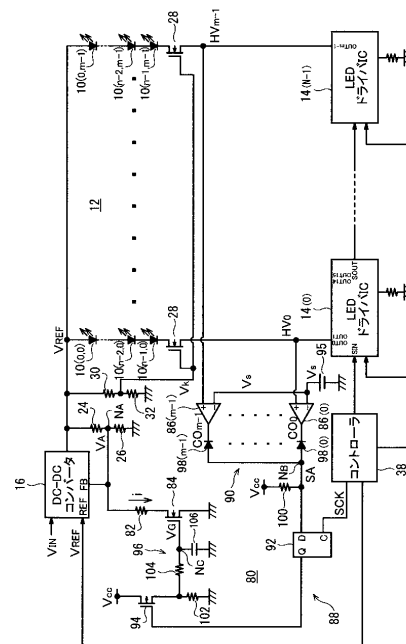 10(0,m-1)
10(n-2,m-1)
10(n-1,m-1)
28
HVm-1
OUTn-1
LED
ドライバIC
14(N-1)
12
VREF
10(0,0)
10(n-2,0)
10(n-1,0)
28
HV0
OUT0
OUT1
OUT14
OUT15
SIN
SOUT
LED
ドライバIC
14(0)
30
24
NA
VA
26
32
Vk
Vs
Vs
95
86(m-1)
COm-1
98(m-1)
CO0
86(0)
98(0)
16
DC-DC
コンバータ
REF
FB
VIN
VREF
i
82
84
VG
96
104
106
NC
90
Vcc
NB
SA
100
92
Q
D
C
SCK
コントローラ
38
Vcc
94
102
80
88